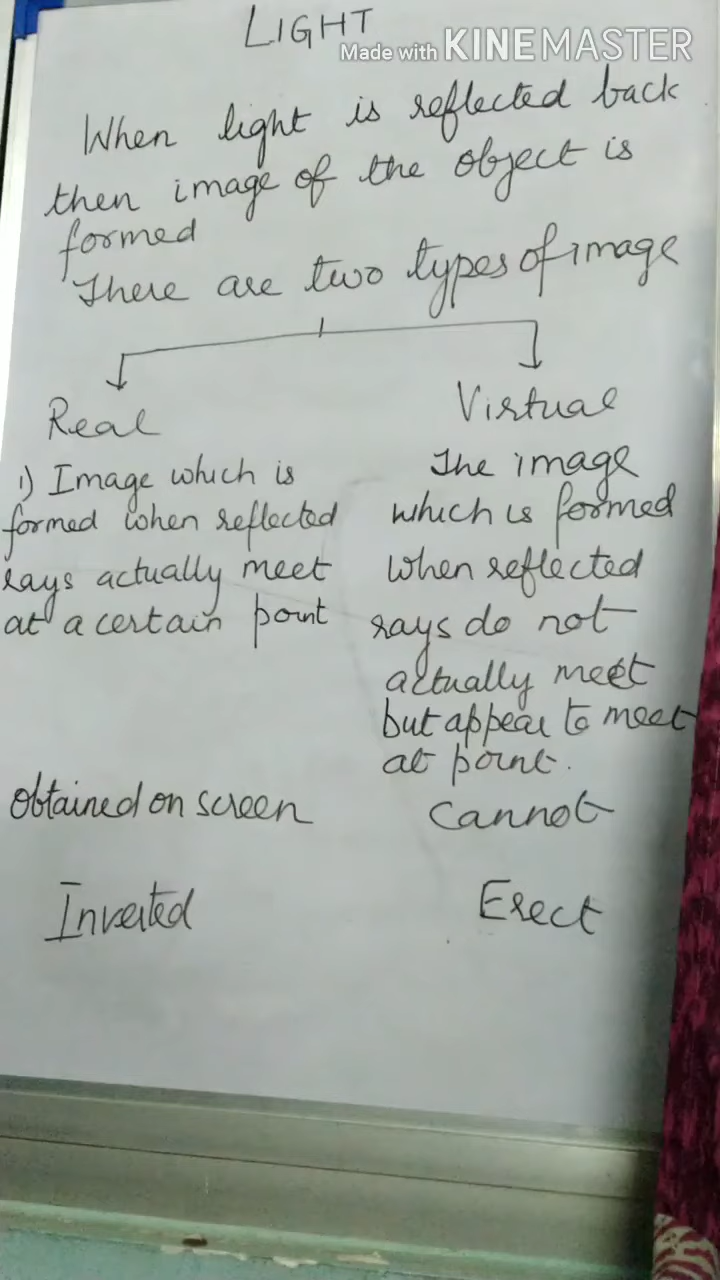 LIGHT
Made with KINEMASTER
When light is reflected back
then image of the object is
formed
There are two types of image
Real
1) Image which is
formed when reflected
rays actually meet
at a certain point
Obtained on screen
Inverted
Virtual
The image
which is formed
when reflected
rays do not
actually meet
but appear to meet
at point.
Cannot
Erect